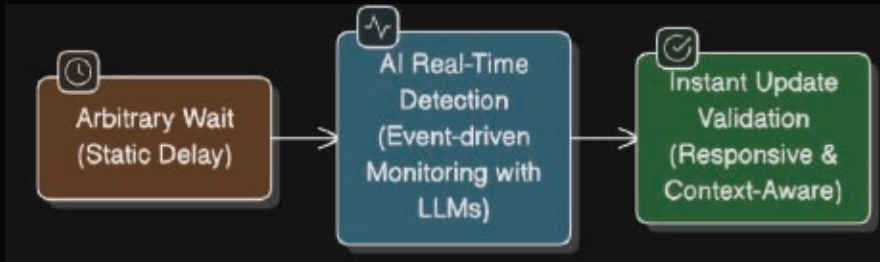 Arbitrary Wait
(Static Delay)
AI Real-Time
Detection
(Event-driven
Monitoring with
LLMs)
Instant Update
Validation
(Responsive &
Context-Aware)